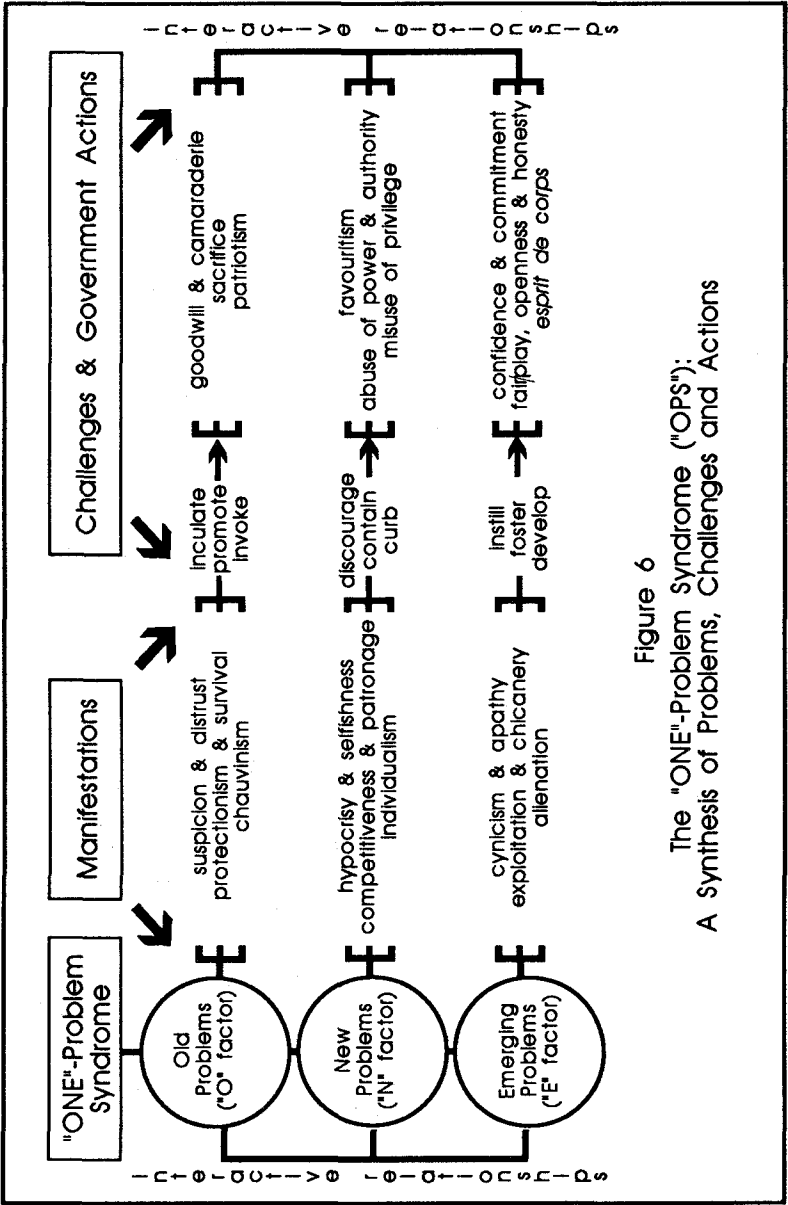 "ONE"-Problem
Syndrome
Manifestations
Challenges & Government Actions
interactive relationships
Old
Problems
("O" factor)
suspicion & distrust
protectionism & survival
chauvinism
inculate
promote
invoke
goodwill & camaraderie
sacrifice
patriotism
New
Problems
("N" factor)
hypocrisy & selfishness
competitiveness & patronage
individualism
discourage
contain
curb
favouritism
abuse of power & authority
misuse of privilege
Emerging
Problems
("E" factor)
cynicism & apathy
exploitation & chicanery
alienation
instill
foster
develop
confidence & commitment
fair/play, openness & honesty
esprit de corps
interactive relationships
Figure 6
The "ONE"-Problem Syndrome ("OPS"):
A Synthesis of Problems, Challenges and Actions